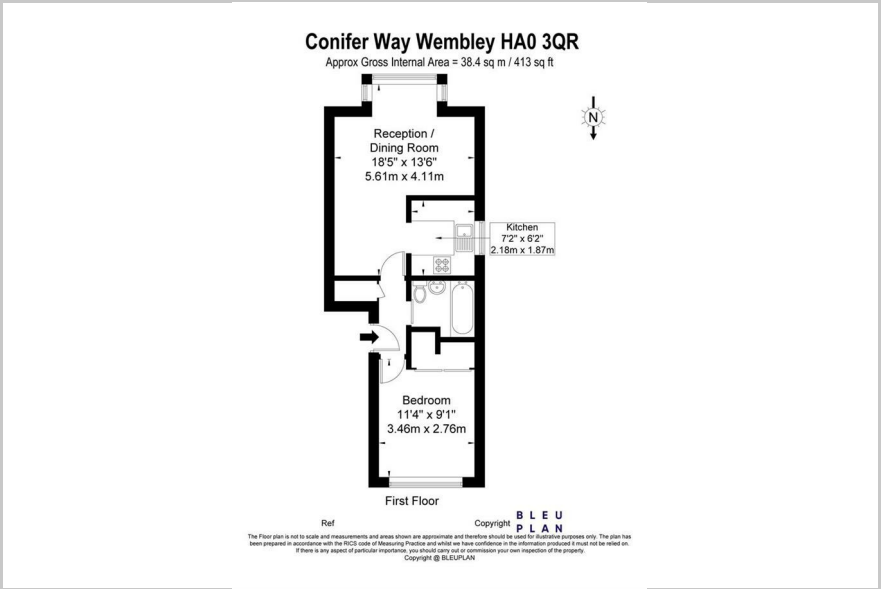 Conifer Way Wembley HA0 3QR
Approx Gross Internal Area = 38.4 sq m / 413 sq ft
N
Reception /
Dining Room
18'5" x 13'6"
5.61m x 4.11m
Kitchen
7'2" x 6'2"
2.18m x 1.87m
Bedroom
11'4" x 9'1"
3.46m x 2.76m
First Floor
Ref
Copyright
BLEU
PLAN
The Floor plan is not to scale and measurements and areas shown are approximate and therefore should be used for illustrative purposes only. The plan has
been prepared in accordance with the RICS code of Measuring Practice and whilst we have confidence in the information produced it must not be relied on.
If there is any aspect of particular importance, you should carry out or commission your own inspection of the property.
Copyright @ BLEUPLAN